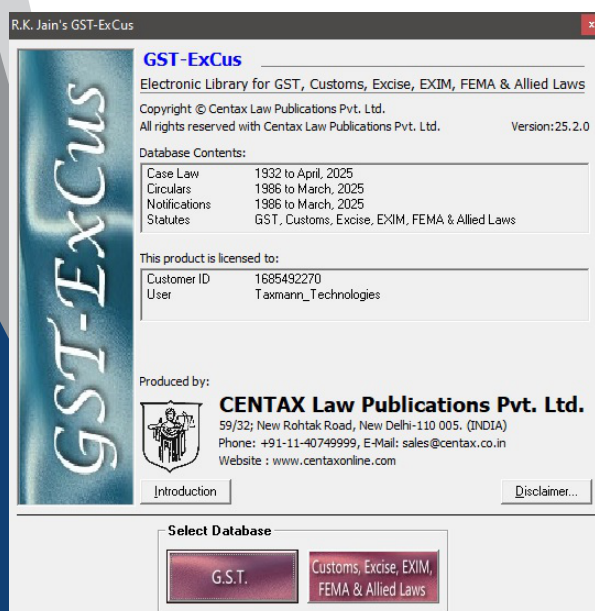 R.K. Jain's GST-ExCus
x
GST-ExCus
GST-ExCus
Electronic Library for GST, Customs, Excise, EXIM, FEMA & Allied Laws
Copyright © Centax Law Publications Pvt. Ltd.
All rights reserved with Centax Law Publications Pvt. Ltd. Version:25.2.0
Database Contents:
Case Law 1932 to April, 2025
Circulars 1986 to March, 2025
Notifications 1986 to March, 2025
Statutes GST, Customs, Excise, EXIM, FEMA & Allied Laws
This product is licensed to:
Customer ID 1685492270
User Taxmann_Technologies
Produced by:
CENTAX Law Publications Pvt. Ltd.
59/32; New Rohtak Road, New Delhi-110 005. (INDIA)
Phone: +91-11-40749999, E-Mail: sales@centax.co.in
Website : www.centaxonline.com
Introduction Disclaimer...
Select Database
G.S.T.
Customs, Excise, EXIM,
FEMA & Allied Laws